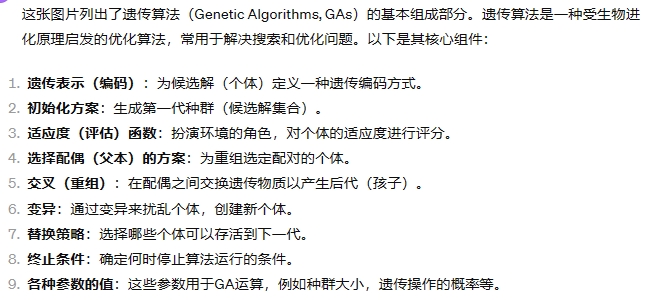 这张图片列出了遗传算法（Genetic Algorithms, GAs）的基本组成部分。遗传算法是一种受生物进
化原理启发的优化算法，常用于解决搜索和优化问题。以下是其核心组件：
1. 遗传表示（编码）：为候选解（个体）定义一种遗传编码方式。
2. 初始化方案：生成第一代种群（候选解集合）。
3. 适应度（评估）函数：扮演环境的角色，对个体的适应度进行评分。
4. 选择配偶（父本）的方案：为重组选定配对的个体。
5. 交叉（重组）：在配偶之间交换遗传物质以产生后代（孩子）。
6. 变异：通过变异来扰乱个体，创建新个体。
7. 替换策略：选择哪些个体可以存活到下一代。
8. 终止条件：确定何时停止算法运行的条件。
9. 各种参数的值：这些参数用于GA运算，例如种群大小，遗传操作的概率等。